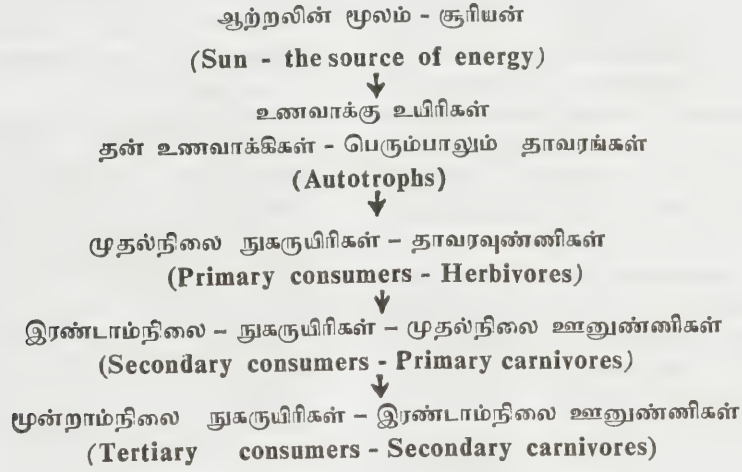 ஆற்றலின் மூலம் - சூரியன்
(Sun - the source of energy)
உணவாக்கு உயிரிகள்
தன் உணவாக்கிகள் - பெரும்பாலும் தாவரங்கள்
(Autotrophs)
முதல்நிலை நுகருயிரிகள் – தாவரவுண்ணிகள்
(Primary consumers - Herbivores)
இரண்டாம்நிலை – நுகருயிரிகள் – முதல்நிலை ஊனுண்ணிகள்
(Secondary consumers - Primary carnivores)
மூன்றாம்நிலை நுகருயிரிகள் – இரண்டாம்நிலை ஊனுண்ணிகள்
(Tertiary consumers - Secondary carnivores)